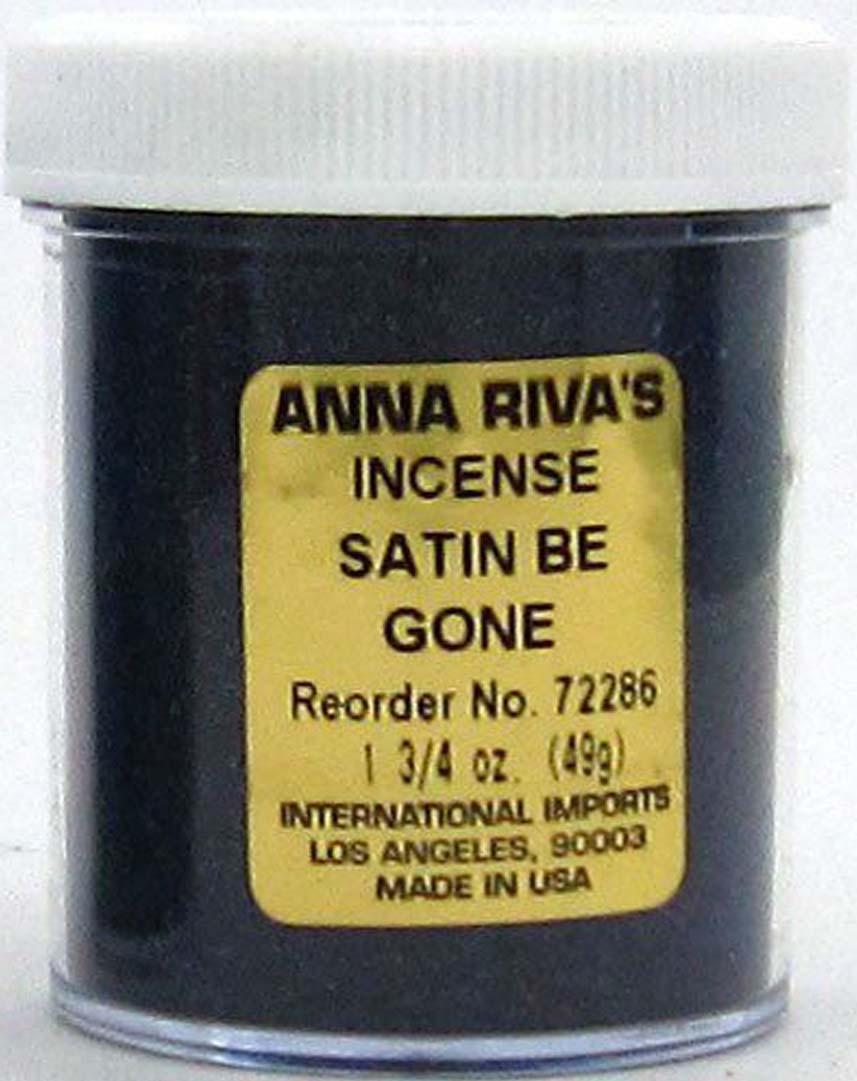 ANNA RIVA'S
INCENSE
SATIN BE
GONE
Reorder No. 72286
1 3/4 oz. (49g)
INTERNATIONAL IMPORTS
LOS ANGELES, 90003
MADE IN USA